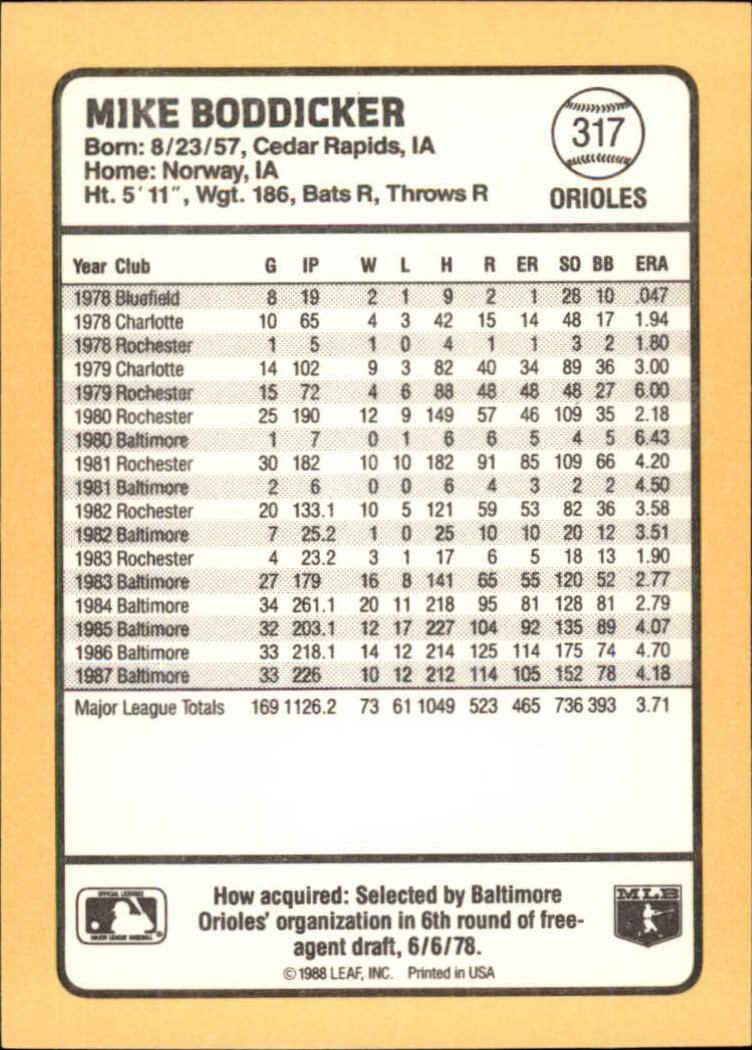 MIKE BODDICKER
Born: 8/23/57, Cedar Rapids, IA
Home: Norway, IA
Ht. 5' 11", Wgt. 186, Bats R, Throws R
317
ORIOLES
Year Club G IP W L H R ER SO BB ERA
1978 Bluefield 8 19 2 1 9 2 1 28 10 .047
1978 Charlotte 10 65 4 3 42 15 14 48 17 1.94
1978 Rochester 1 5 1 0 4 1 1 3 2 1.80
1979 Charlotte 14 102 9 3 82 40 34 89 36 3.00
1979 Rochester 15 72 4 6 88 48 48 48 27 6.00
1980 Rochester 25 190 12 9 149 57 46 109 35 2.18
1980 Baltimore 1 7 0 1 6 6 5 4 5 6.43
1981 Rochester 30 182 10 10 182 91 85 109 66 4.20
1981 Baltimore 2 6 0 0 6 4 3 2 2 4.50
1982 Rochester 20 133.1 10 5 121 59 53 82 36 3.58
1982 Baltimore 7 25.2 1 0 25 10 10 20 12 3.51
1983 Rochester 4 23.2 3 1 17 6 5 18 13 1.90
1983 Baltimore 27 179 16 8 141 65 55 120 52 2.77
1984 Baltimore 34 261.1 20 11 218 95 81 128 81 2.79
1985 Baltimore 32 203.1 12 17 227 104 92 135 89 4.07
1986 Baltimore 33 218.1 14 12 214 125 114 175 74 4.70
1987 Baltimore 33 226 10 12 212 114 105 152 78 4.18
Major League Totals 169 1126.2 73 61 1049 523 465 736 393 3.71
OFFICIAL LICENSEE
MAJOR LEAGUE BASEBALL
How acquired: Selected by Baltimore
Orioles' organization in 6th round of free-
agent draft, 6/6/78.
© 1988 LEAF, INC. Printed in USA
MLB